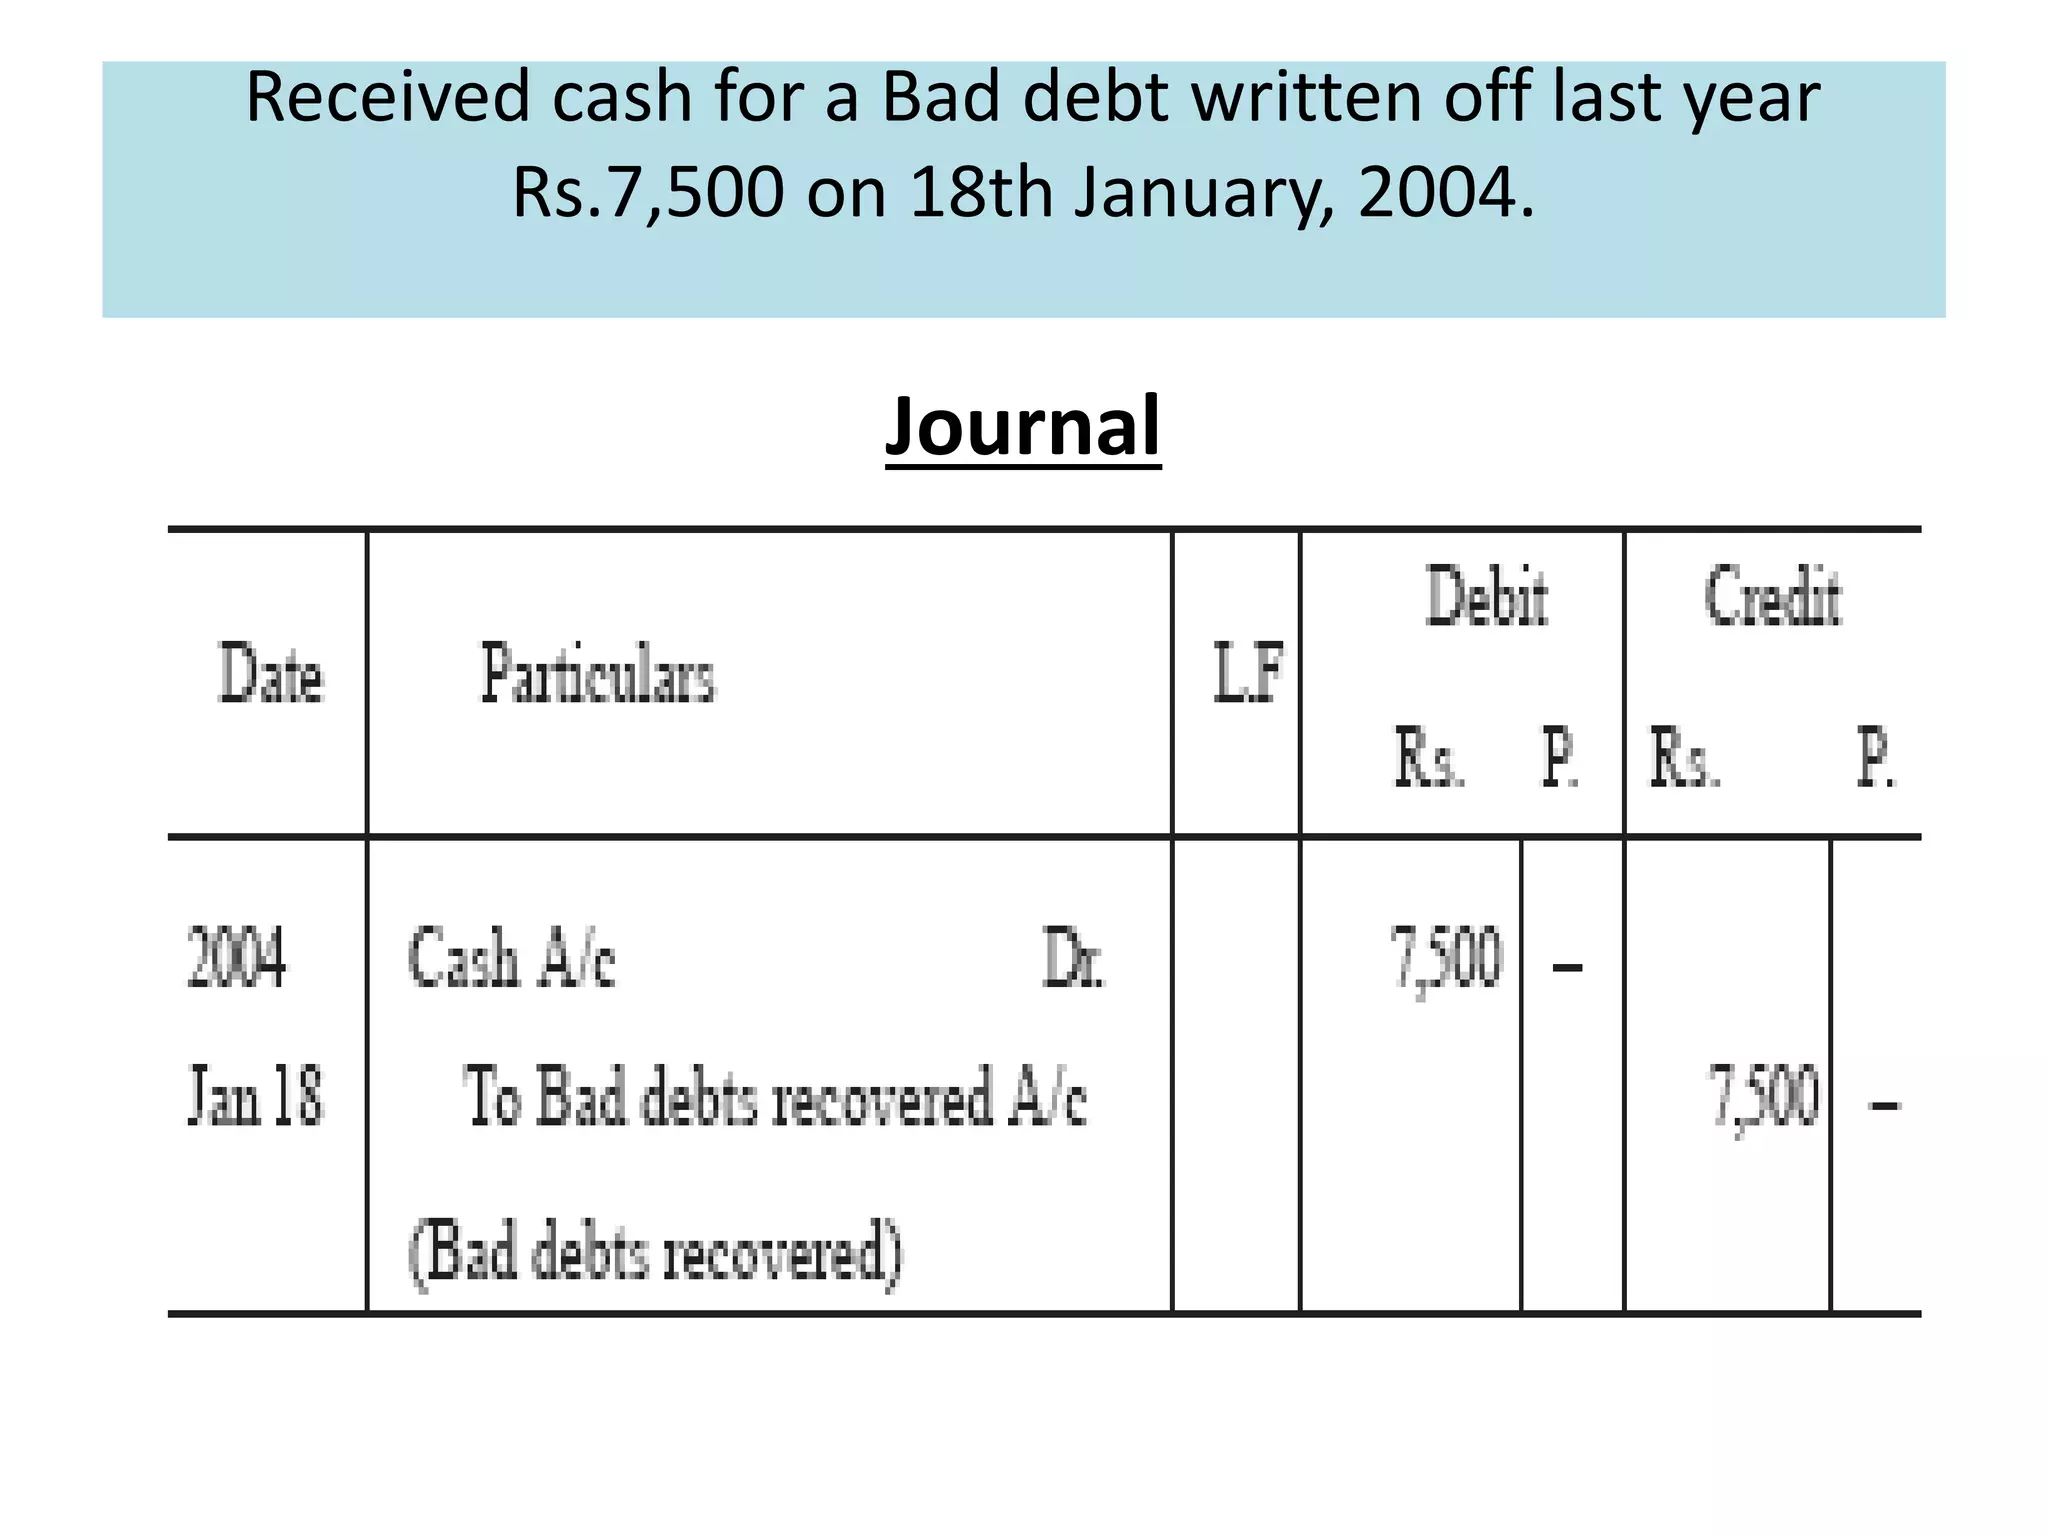 Received cash for a Bad debt written off last year
Rs.7,500 on 18th January, 2004.
Journal
Date Particulars L.F Debit Credit
Rs. P. Rs. P.
2004 Cash A/c Dr. 7,500 –
Jan 18 To Bad debts recovered A/c 7,500 –
(Bad debts recovered)